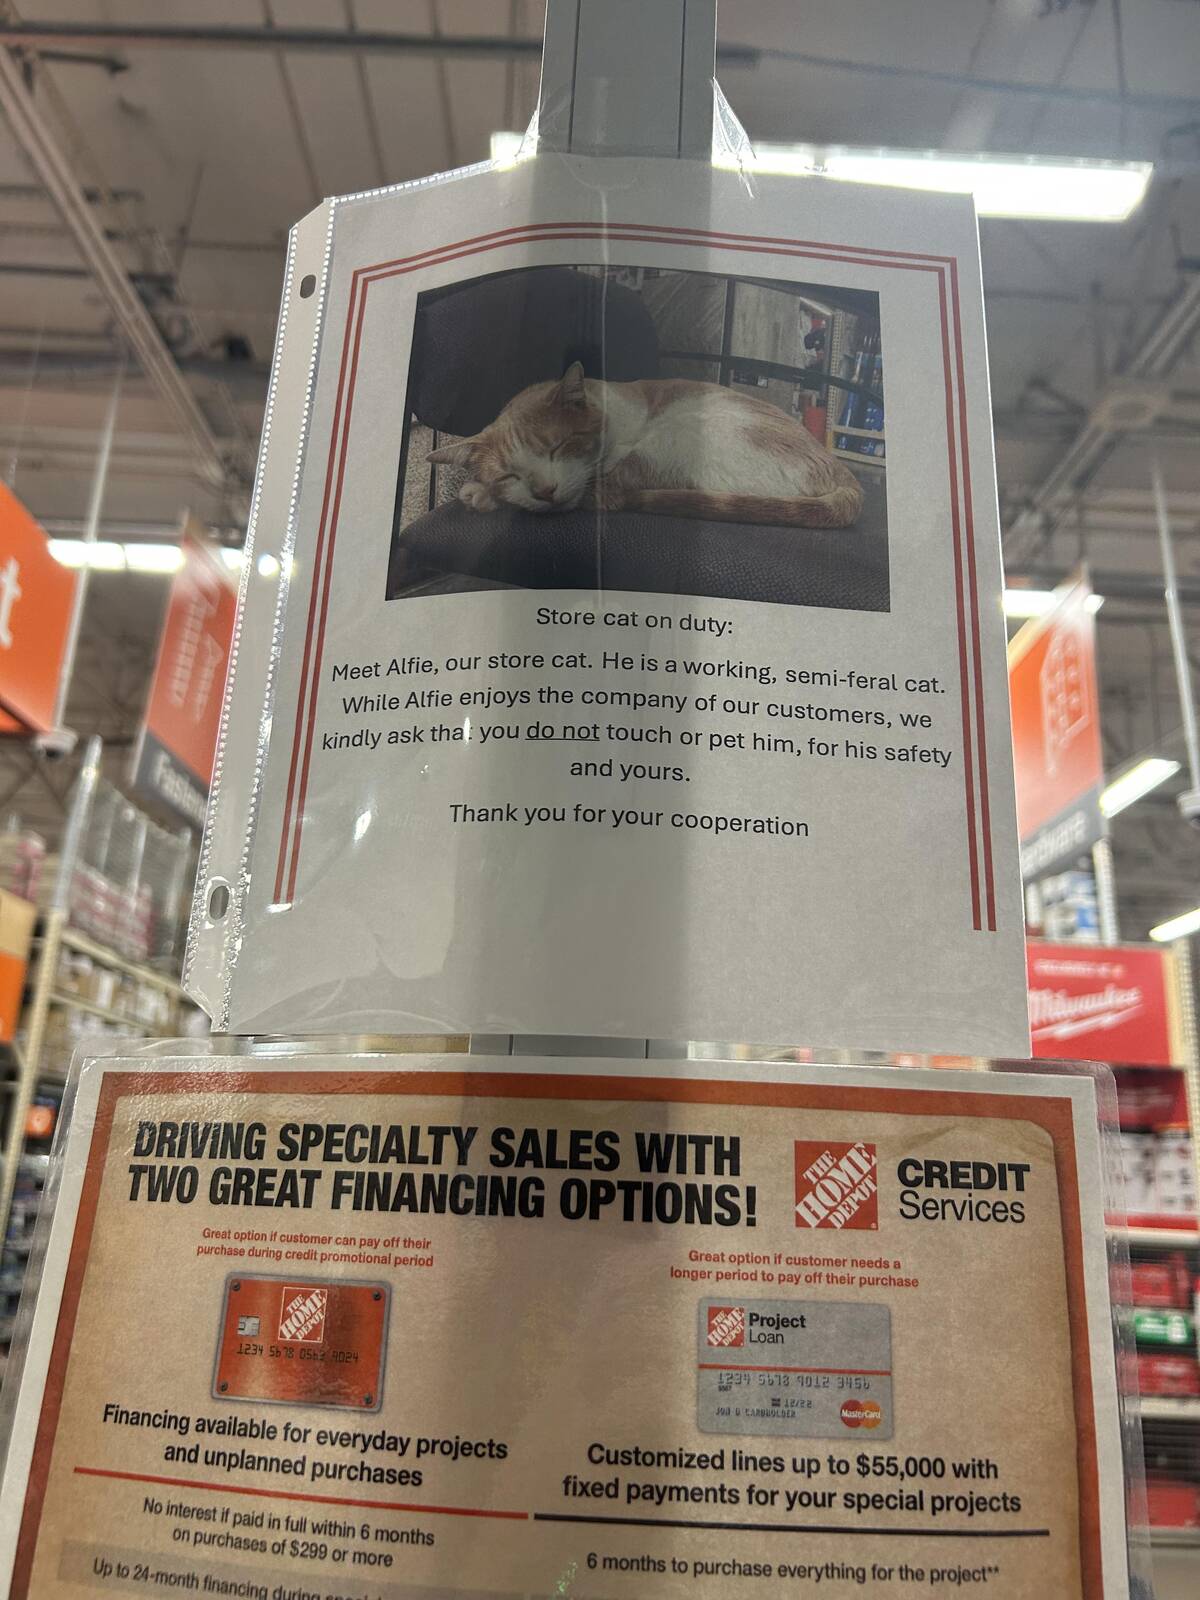 Store cat on duty:
Meet Alfie, our store cat. He is a working, semi-feral cat.
While Alfie enjoys the company of our customers, we
kindly ask that you do not touch or pet him, for his safety
and yours.
Thank you for your cooperation
Milwaukee
DRIVING SPECIALTY SALES WITH
TWO GREAT FINANCING OPTIONS!
THE
HOME
DEPOT
CREDIT
Services
Great option if customer can pay off their
purchase during credit promotional period
THE
HOME
DEPOT
1234 5678 0563 9024
Financing available for everyday projects
and unplanned purchases
No interest if paid in full within 6 months
on purchases of $299 or more
Up to 24-month financing during
Great option if customer needs a
longer period to pay off their purchase
THE
HOME
DEPOT
Project
Loan
1234 5678 9012 3456
12/22
CARDHOLDER
MasterCard
Customized lines up to $55,000 with
fixed payments for your special projects
6 months to purchase everything for the project**